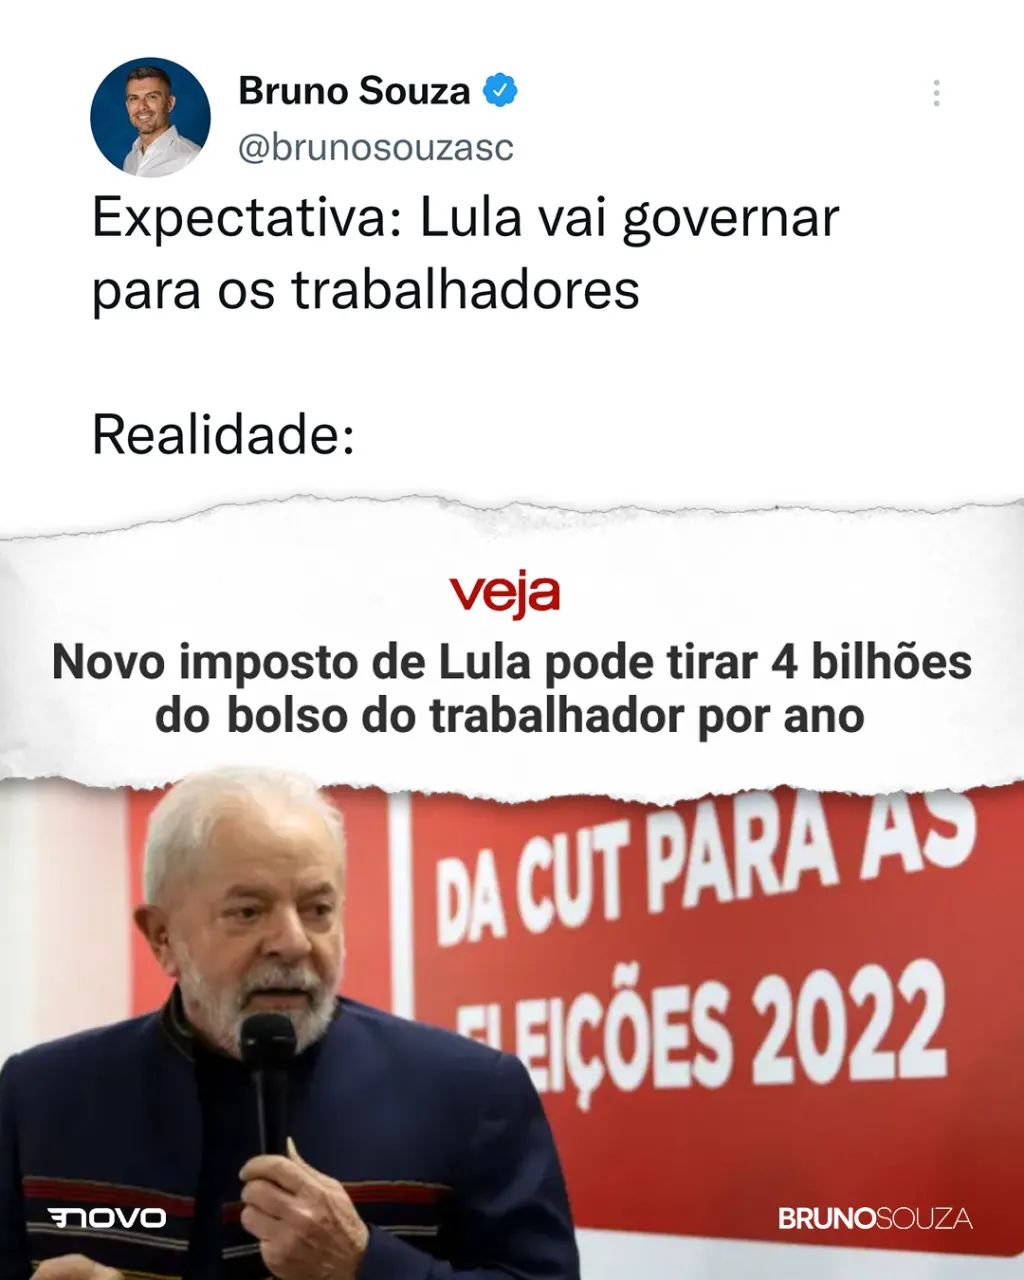 Bruno Souza
@brunosouzasc
Expectativa: Lula vai governar
para os trabalhadores
Realidade:
veja
Novo imposto de Lula pode tirar 4 bilhões
do bolso do trabalhador por ano
DA CUT PARA AS
ELEIÇÕES 2022
NOVO
BRUNOSOUZA